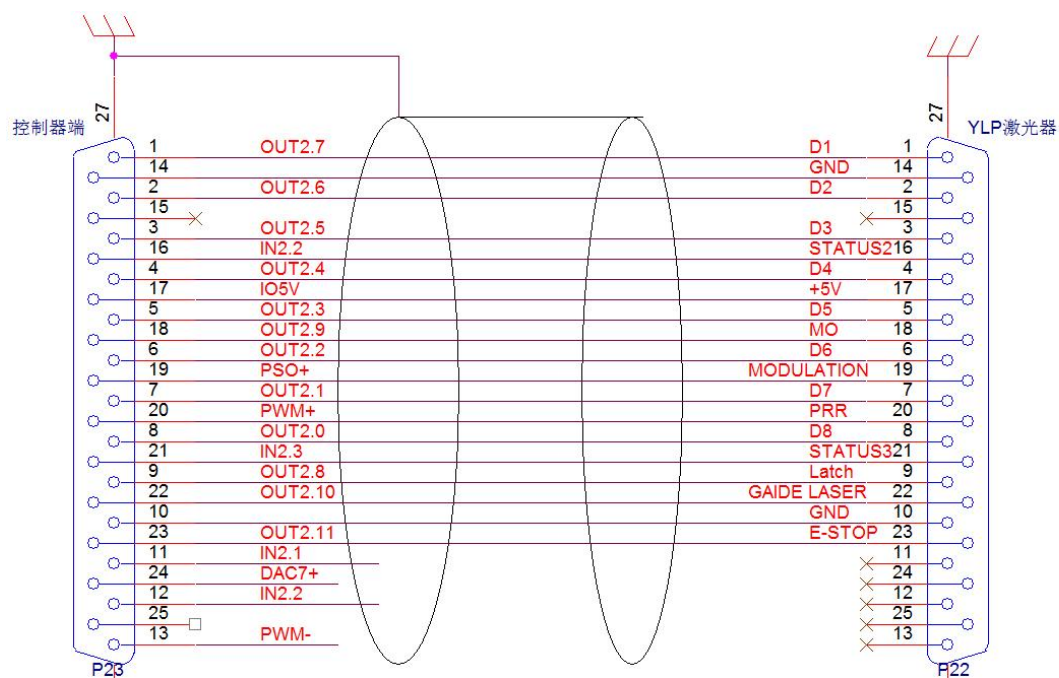 27 27
控制器端 YLP激光器
1 OUT2.7 D1 1
14 GND 14
2 OUT2.6 D2 2
15 15
3 OUT2.5 D3 3
16 IN2.2 STATUS2 16
4 OUT2.4 D4 4
17 IO5V +5V 17
5 OUT2.3 D5 5
18 OUT2.9 MO 18
6 OUT2.2 D6 6
19 PSO+ MODULATION 19
7 OUT2.1 D7 7
20 PWM+ PRR 20
8 OUT2.0 D8 8
21 IN2.3 STATUS3 21
9 OUT2.8 Latch 9
22 OUT2.10 GAIDE LASER 22
10 GND 10
23 OUT2.11 E-STOP 23
11 IN2.1 11
24 DAC7+ 24
12 IN2.2 12
25 25
13 PWM- 13
P23 P22